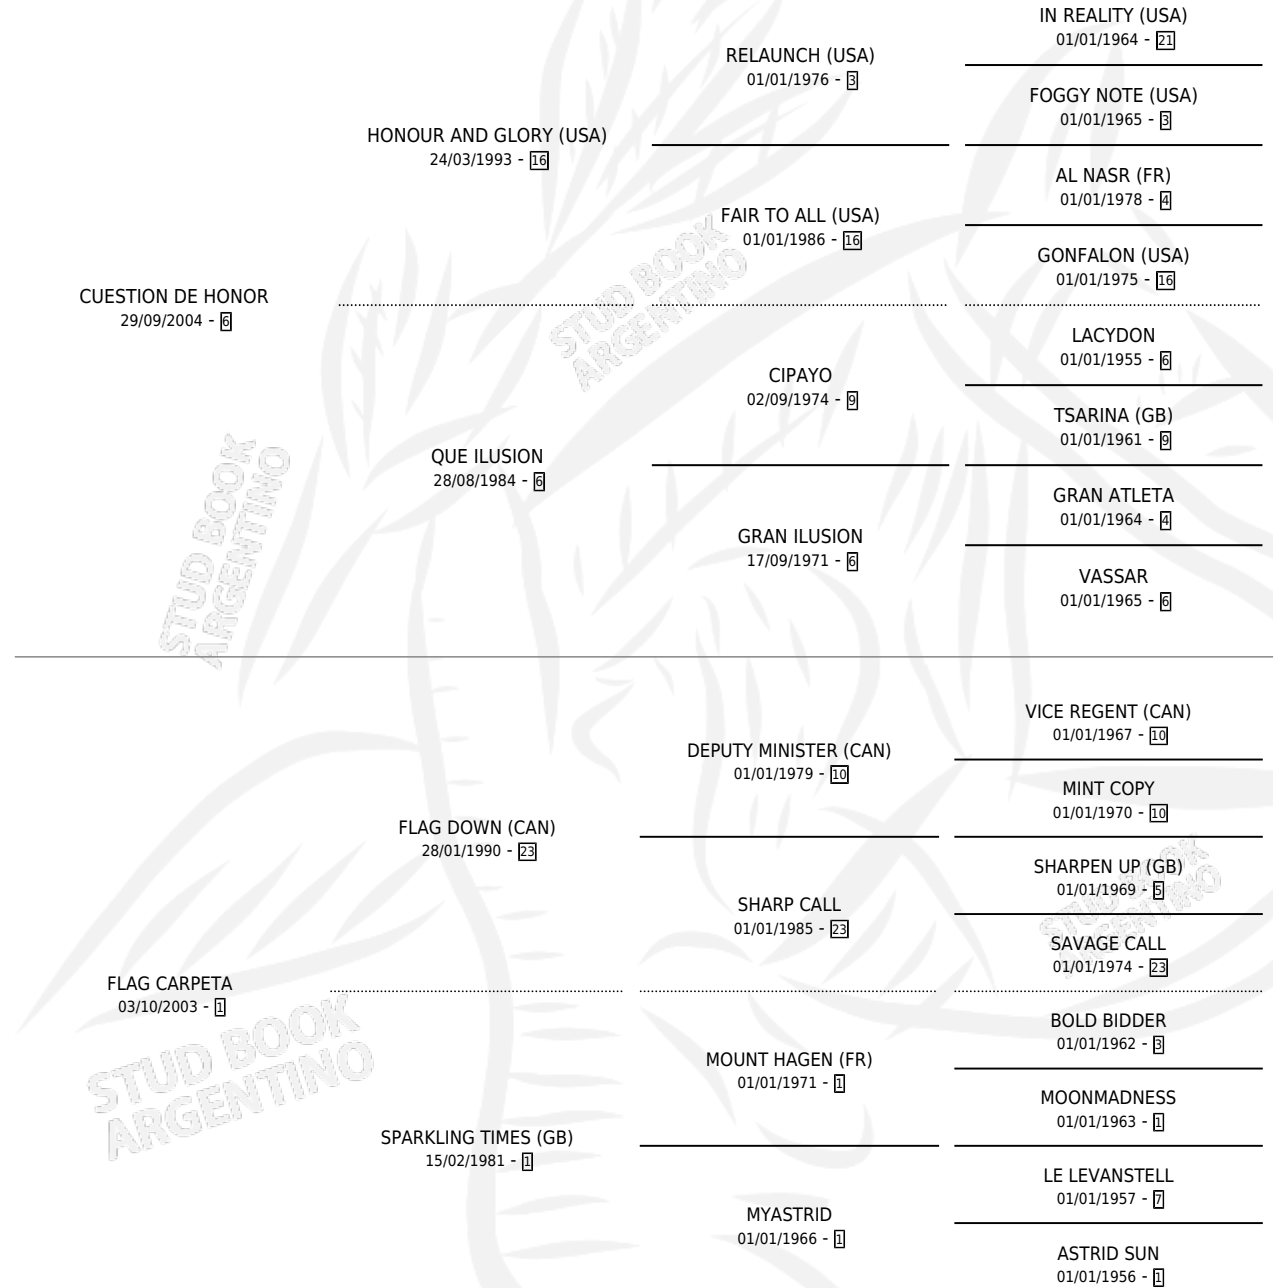 IN REALITY (USA)
01/01/1964 - 21
RELAUNCH (USA)
01/01/1976 - 3
FOGGY NOTE (USA)
01/01/1965 - 3
HONOUR AND GLORY (USA)
24/03/1993 - 16
AL NASR (FR)
01/01/1978 - 4
FAIR TO ALL (USA)
01/01/1986 - 16
GONFALON (USA)
01/01/1975 - 16
CUESTION DE HONOR
29/09/2004 - 6
STUD BOOK
ARGENTINO
LACYDON
01/01/1955 - 6
CIPAYO
02/09/1974 - 9
TSARINA (GB)
01/01/1961 - 9
QUE ILUSION
28/08/1984 - 6
GRAN ATLETA
01/01/1964 - 4
GRAN ILUSION
17/09/1971 - 6
VASSAR
01/01/1965 - 6
STUD BOOK
ARGENTINO
VICE REGENT (CAN)
01/01/1967 - 10
DEPUTY MINISTER (CAN)
01/01/1979 - 10
MINT COPY
01/01/1970 - 10
FLAG DOWN (CAN)
28/01/1990 - 23
SHARPEN UP (GB)
01/01/1969 - 5
SHARP CALL
01/01/1985 - 23
SAVAGE CALL
01/01/1974 - 23
STUD BOOK
ARGENTINO
FLAG CARPETA
03/10/2003 - 1
BOLD BIDDER
01/01/1962 - 3
MOUNT HAGEN (FR)
01/01/1971 - 1
MOONMADNESS
01/01/1963 - 1
STUD BOOK
ARGENTINO
SPARKLING TIMES (GB)
15/02/1981 - 1
LE LEVANSTELL
01/01/1957 - 7
MYASTRID
01/01/1966 - 1
ASTRID SUN
01/01/1956 - 1